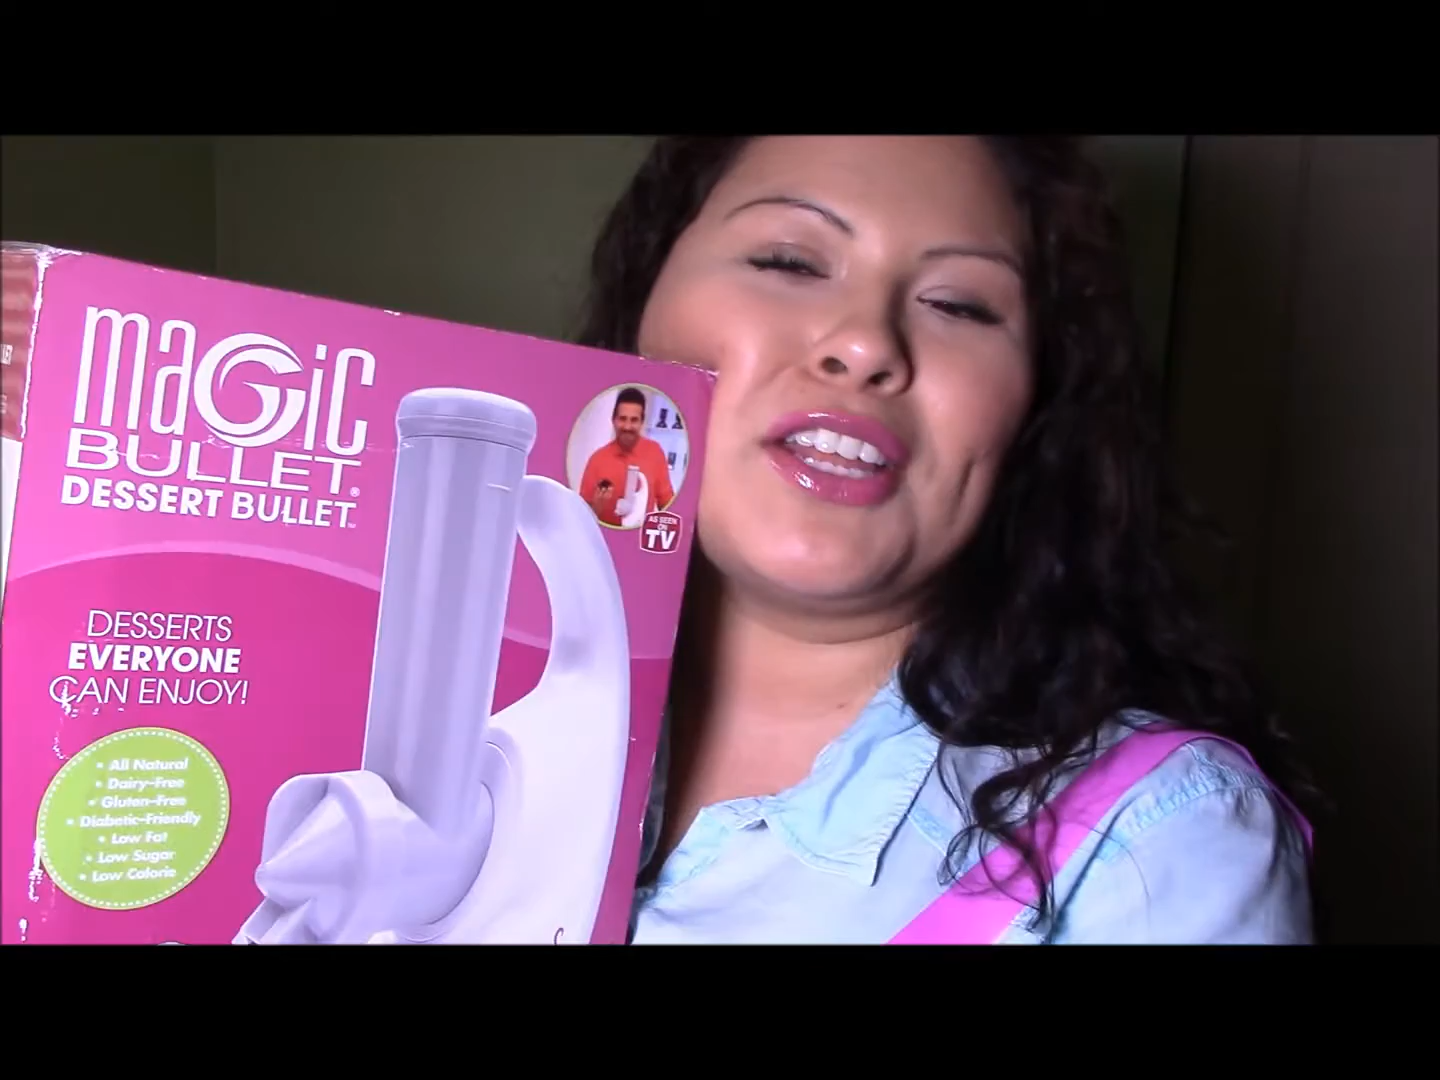 magic
BULLET®
DESSERT BULLET™
AS SEEN
ON
TV
DESSERTS
EVERYONE
CAN ENJOY!
• All Natural
• Dairy-Free
• Gluten-Free
• Diabetic-Friendly
• Low Fat
• Low Sugar
• Low Calorie